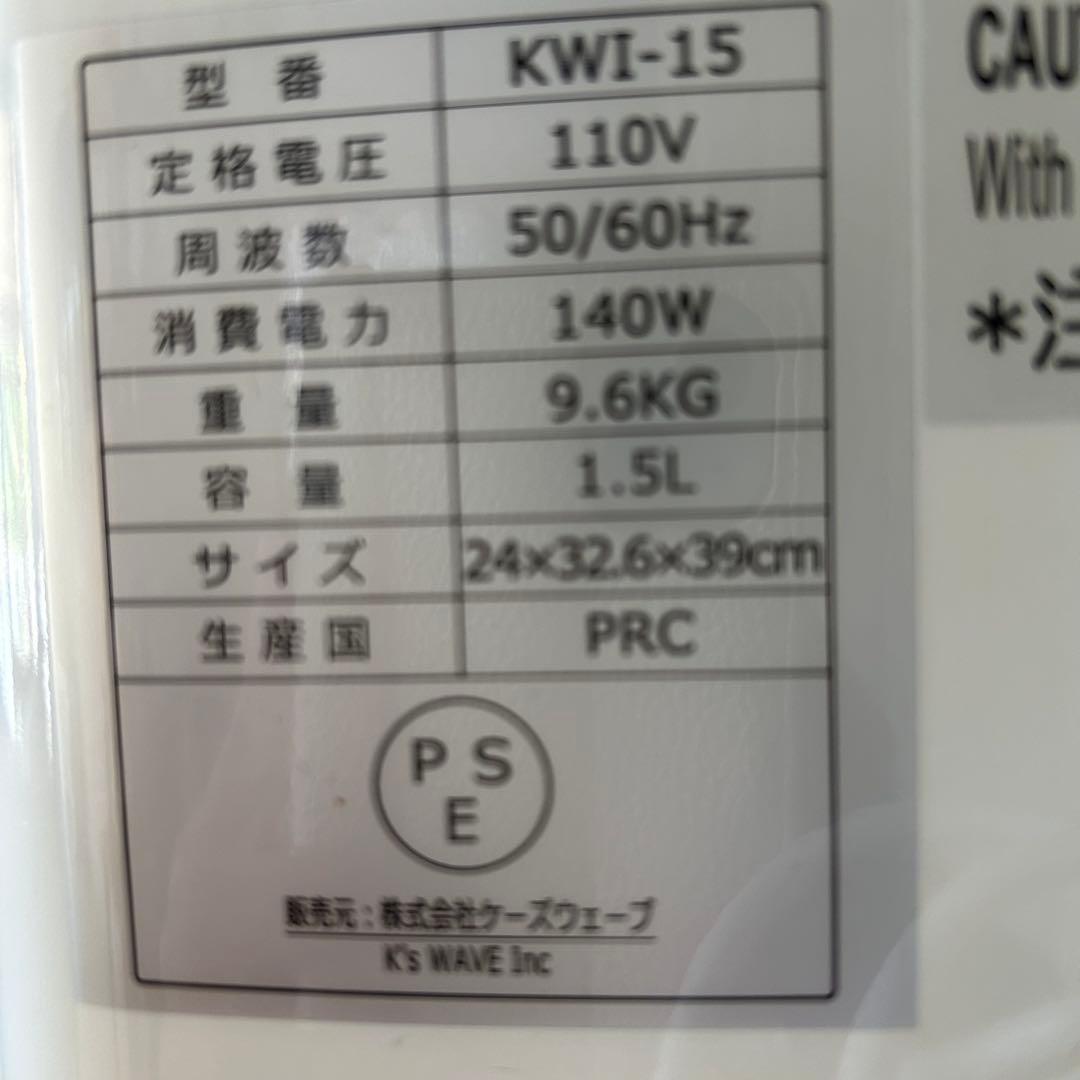 型番 KWI-15
定格電圧 110V
周波数 50/60Hz
消費電力 140W
重量 9.6KG
容量 1.5L
サイズ 24×32.6×39cm
生産国 PRC
P S
E
販売元：株式会社ケーズウェーブ
K's WAVE Inc
CAU
With
*注